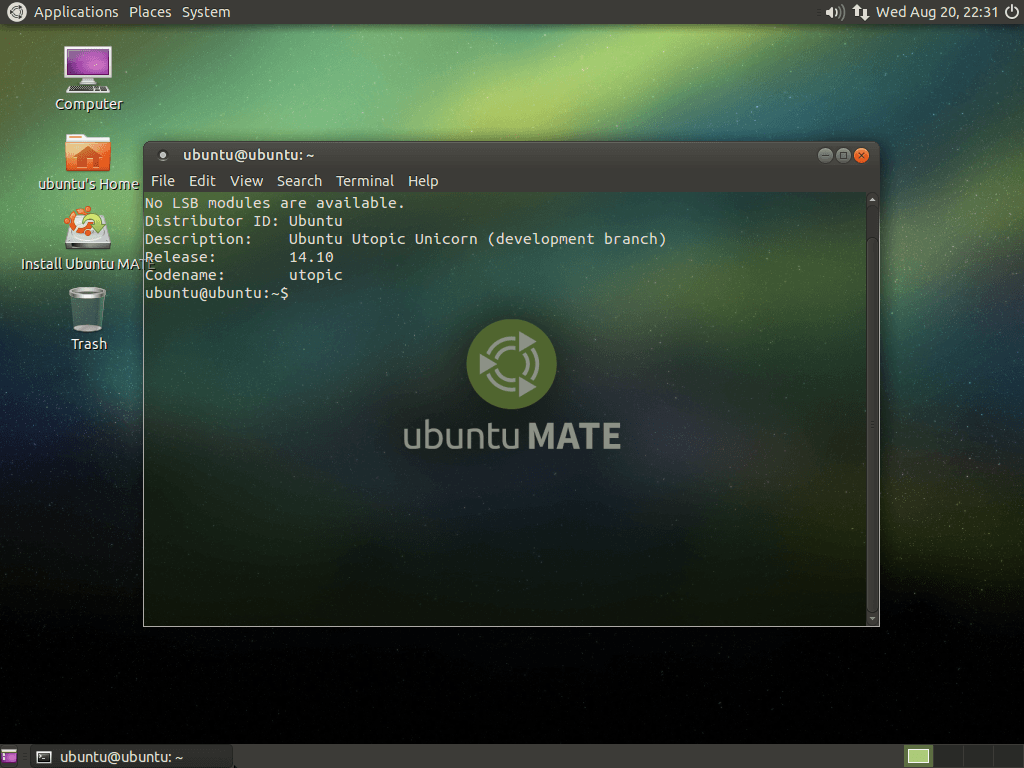 Applications Places System
Wed Aug 20, 22:31
Computer
ubuntu's Home
Install Ubuntu MATE
Trash
ubuntu@ubuntu: ~
File Edit View Search Terminal Help
No LSB modules are available.
Distributor ID: Ubuntu
Description:    Ubuntu Utopic Unicorn (development branch)
Release:        14.10
Codename:       utopic
ubuntu@ubuntu:~$
ubuntu MATE
ubuntu@ubuntu: ~